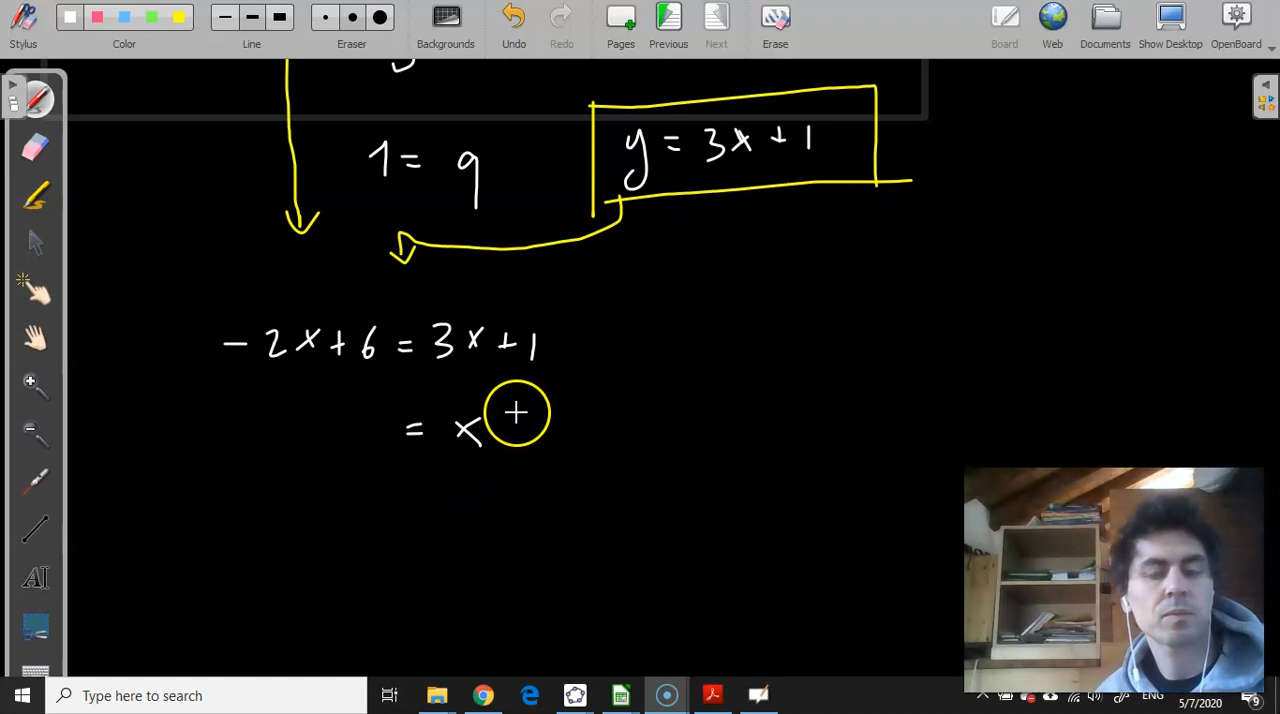 Stylus Color Line Eraser Backgrounds Undo Redo Pages Previous Next Erase Board Web Documents Show Desktop OpenBoard
1 = q
y = 3x + 1
- 2x + 6 = 3x + 1
= x
Type here to search
ENG
5/7/2020
9